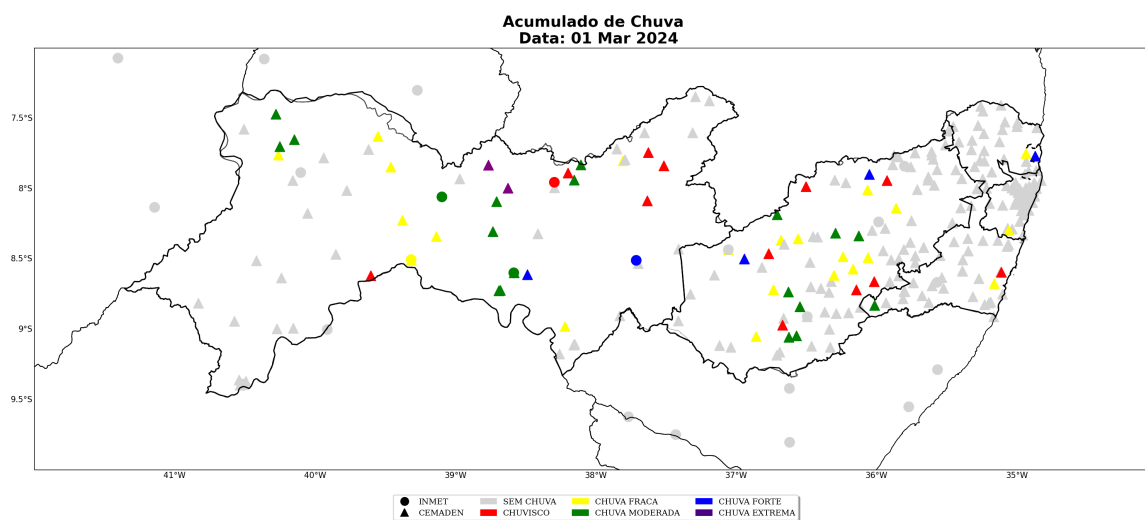 Acumulado de Chuva
Data: 01 Mar 2024
7.5°S
8°S
8.5°S
9°S
9.5°S
41°W 40°W 39°W 38°W 37°W 36°W 35°W
INMET SEM CHUVA CHUVA FRACA CHUVA FORTE
CEMADEN CHUVISCO CHUVA MODERADA CHUVA EXTREMA